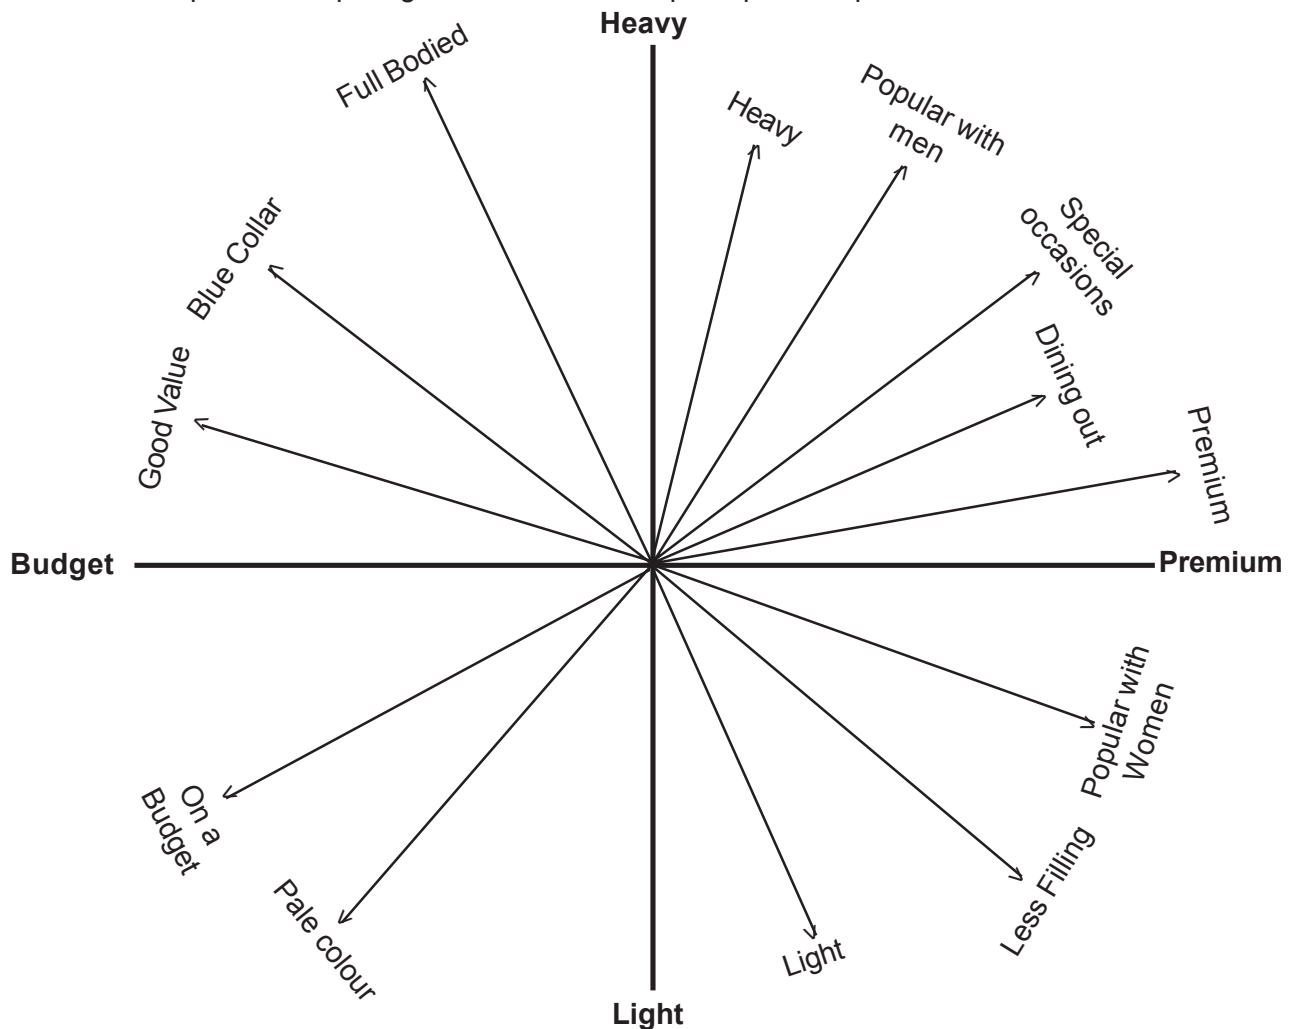 Heavy
Full Bodied
Heavy
Popular with
men
Special
occasions
Blue Collar
Dining out
Good Value
Premium
Budget
Premium
Popular with
Women
On a
Budget
Less Filling
Pale colour
Light
Light